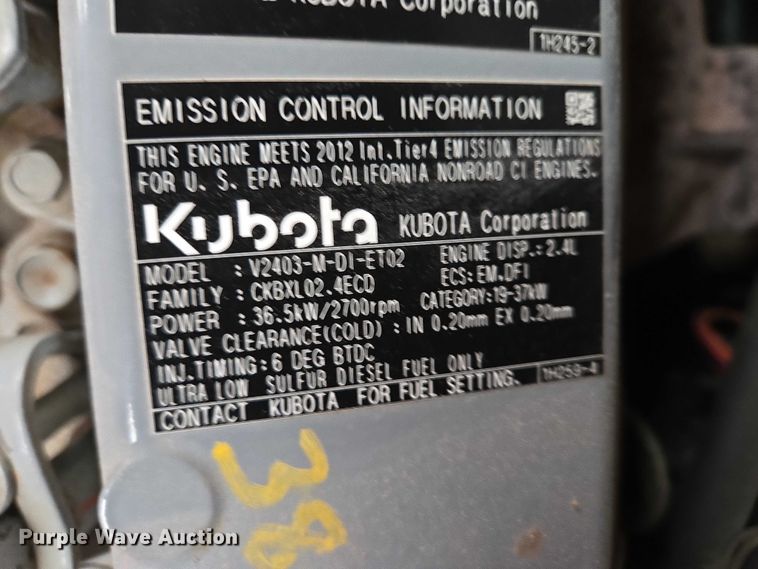 KUBOTA Corporation
1H245-2
EMISSION CONTROL INFORMATION
THIS ENGINE MEETS 2012 Int.Tier4 EMISSION REGULATIONS
FOR U. S. EPA AND CALIFORNIA NONROAD CI ENGINES.
Kubota KUBOTA Corporation
MODEL : V2403-M-DI-ET02 ENGINE DISP.:2.4L
FAMILY : CKBXL02.4ECD ECS:EM,DFI
POWER : 36.5kW/2700rpm CATEGORY:19-37kW
VALVE CLEARANCE(COLD) : IN 0.20mm EX 0.20mm
INJ.TIMING:6 DEG BTDC
ULTRA LOW SULFUR DIESEL FUEL ONLY
CONTACT KUBOTA FOR FUEL SETTING. 1H259-4
38
Purple Wave Auction